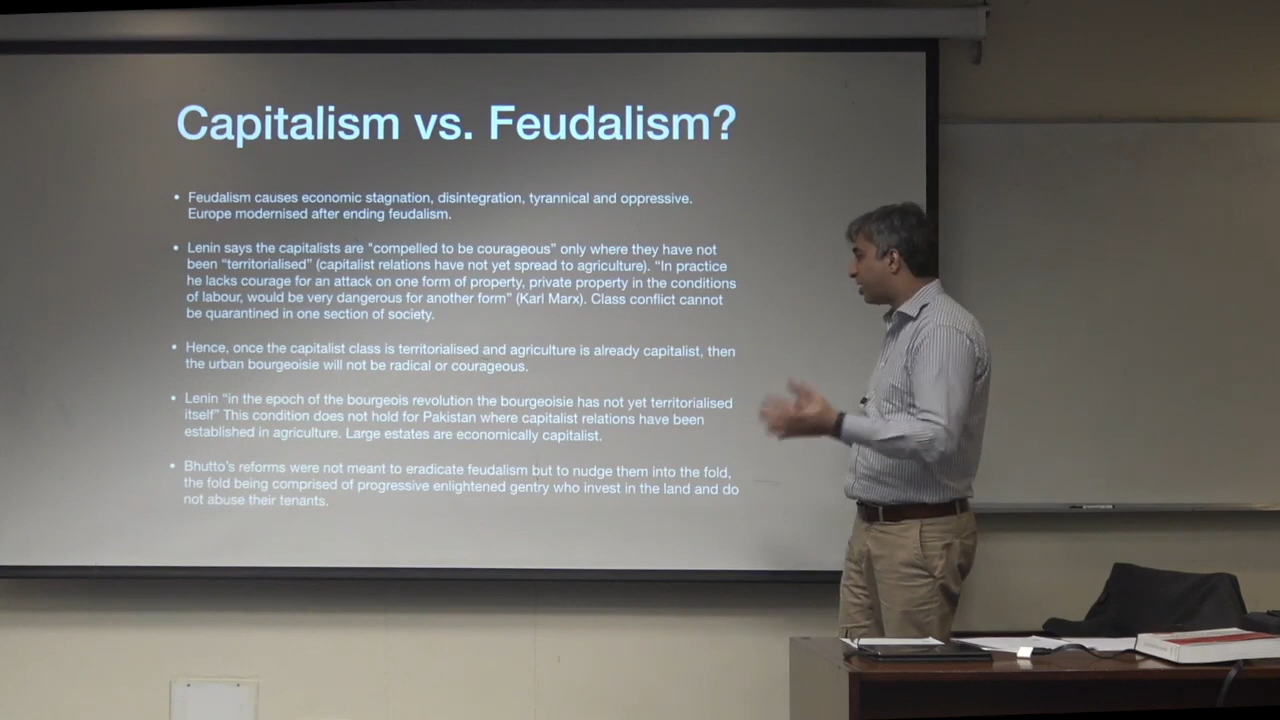 Capitalism vs. Feudalism?
• Feudalism causes economic stagnation, disintegration, tyrannical and oppressive.
Europe modernised after ending feudalism.
• Lenin says the capitalists are "compelled to be courageous" only where they have not
been "territorialised" (capitalist relations have not yet spread to agriculture). "In practice
he lacks courage for an attack on one form of property, private property in the conditions
of labour, would be very dangerous for another form" (Karl Marx). Class conflict cannot
be quarantined in one section of society.
• Hence, once the capitalist class is territorialised and agriculture is already capitalist, then
the urban bourgeoisie will not be radical or courageous.
• Lenin "in the epoch of the bourgeois revolution the bourgeoisie has not yet territorialised
itself" This condition does not hold for Pakistan where capitalist relations have been
established in agriculture. Large estates are economically capitalist.
• Bhutto's reforms were not meant to eradicate feudalism but to nudge them into the fold,
the fold being comprised of progressive enlightened gentry who invest in the land and do
not abuse their tenants.